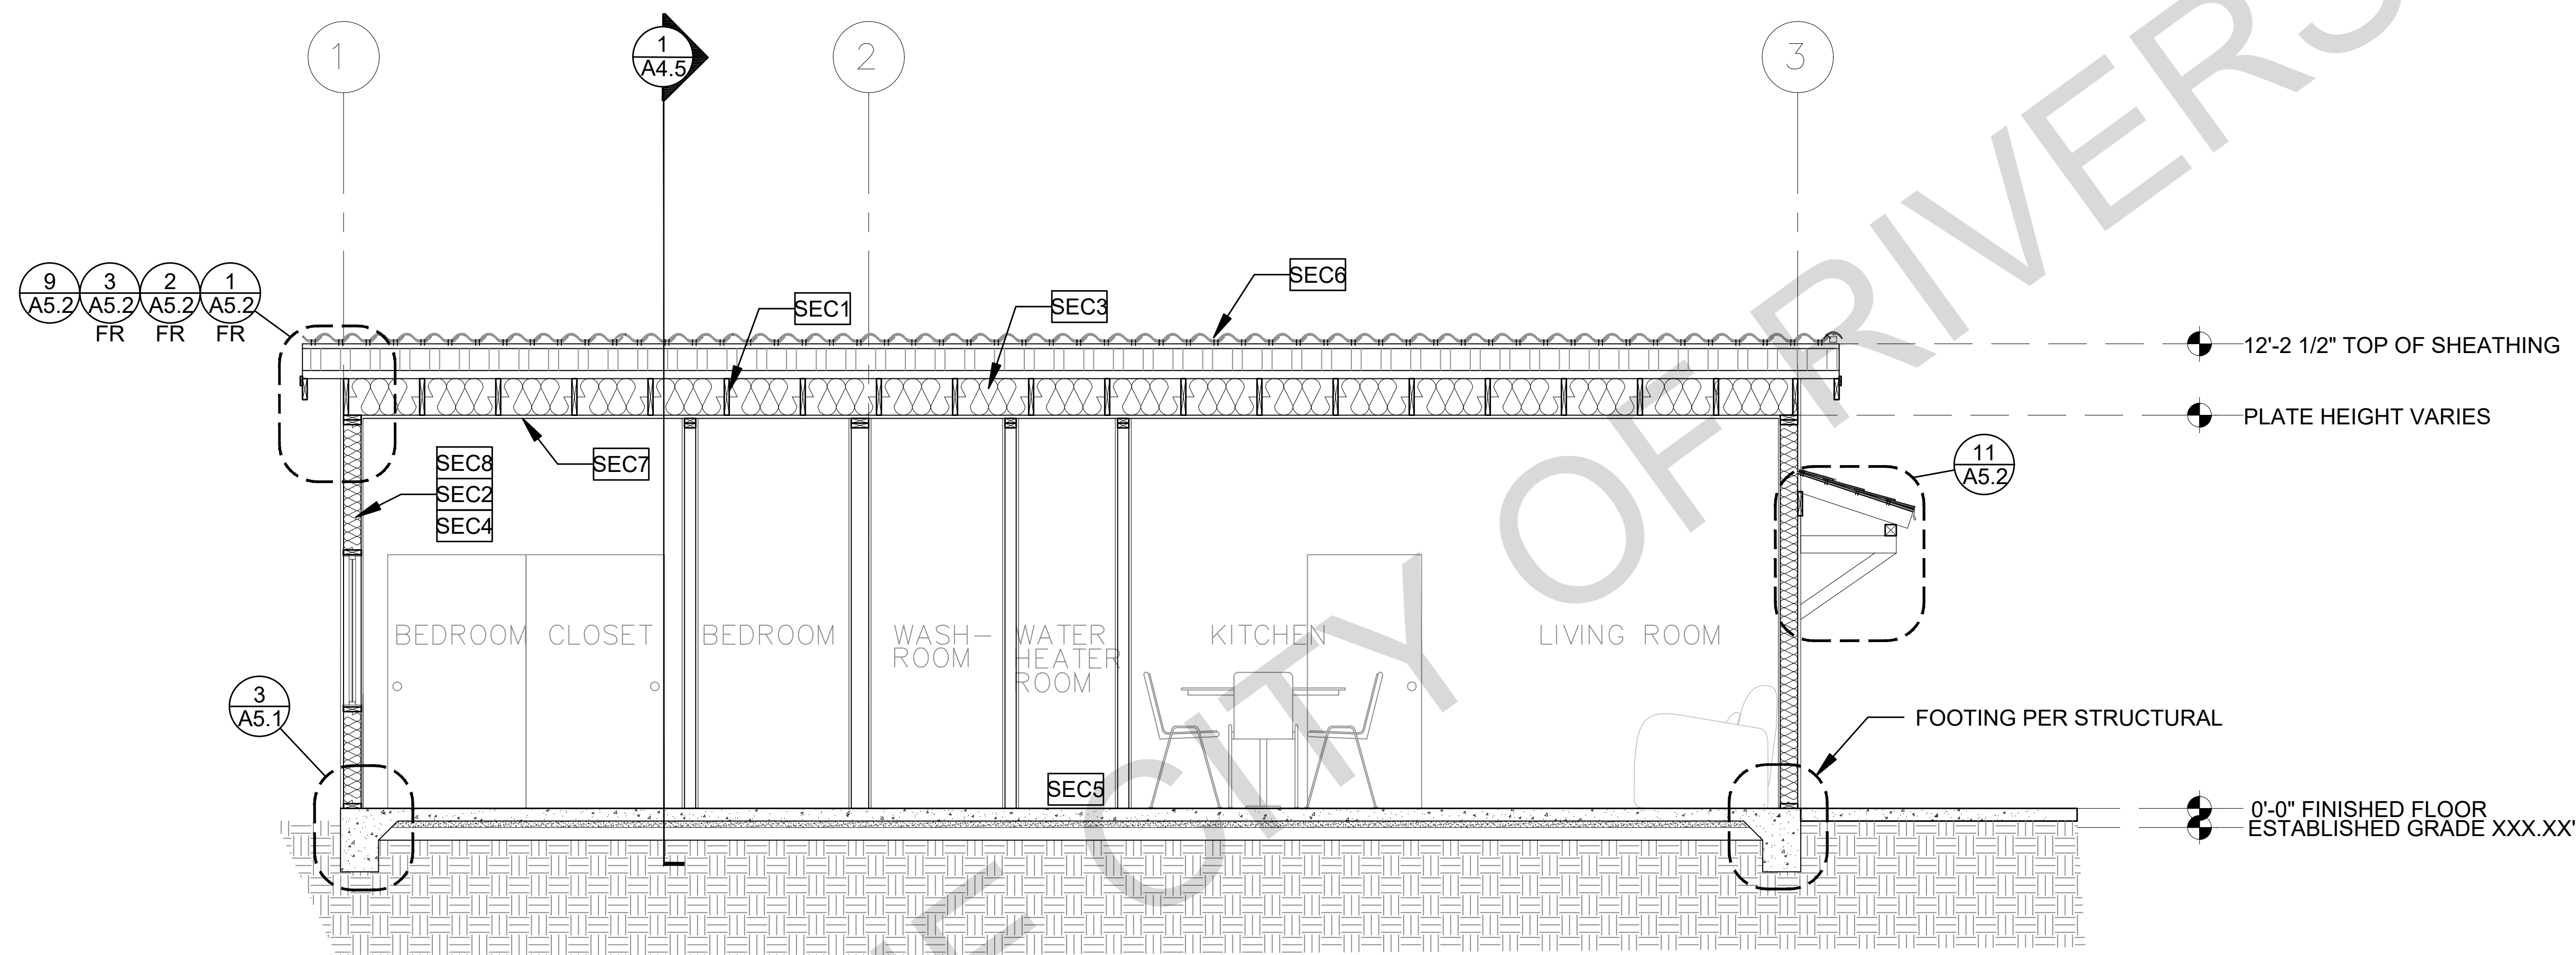 1
1
A4.5
2
3
9
A5.2
3
A5.2
FR
2
A5.2
FR
1
A5.2
FR
SEC1
SEC3
SEC6
12'-2 1/2" TOP OF SHEATHING
PLATE HEIGHT VARIES
11
A5.2
SEC8
SEC2
SEC4
SEC7
BEDROOM
CLOSET
BEDROOM
WASH-
ROOM
WATER
HEATER
ROOM
KITCHEN
LIVING ROOM
3
A5.1
FOOTING PER STRUCTURAL
SEC5
0'-0" FINISHED FLOOR
ESTABLISHED GRADE XXX.XX'
CITY OF RIVERS